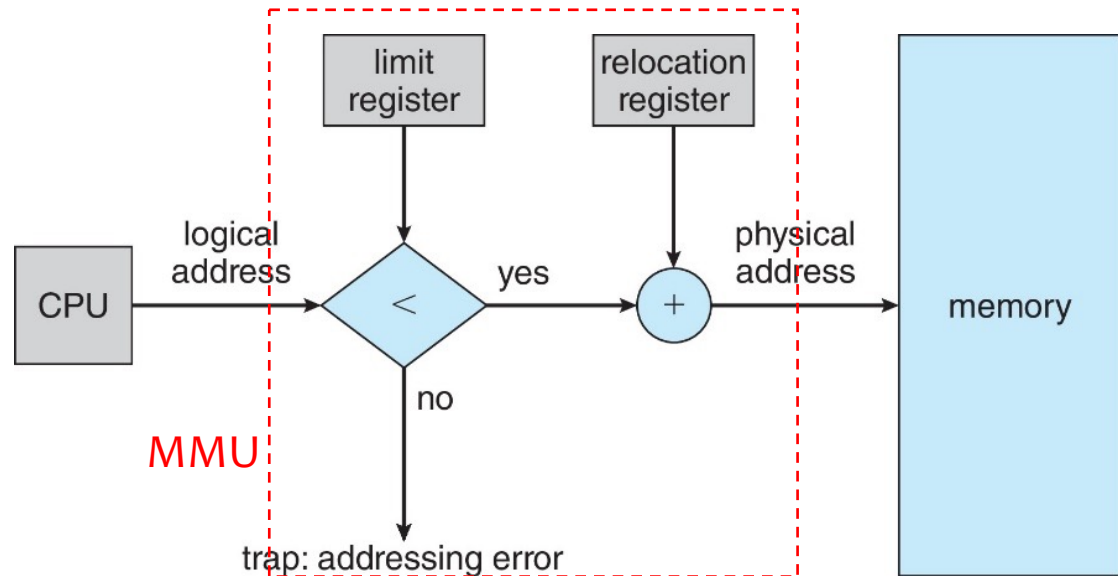 limit
register
relocation
register
logical
address
physical
address
CPU
<
yes
+
memory
no
MMU
trap: addressing error